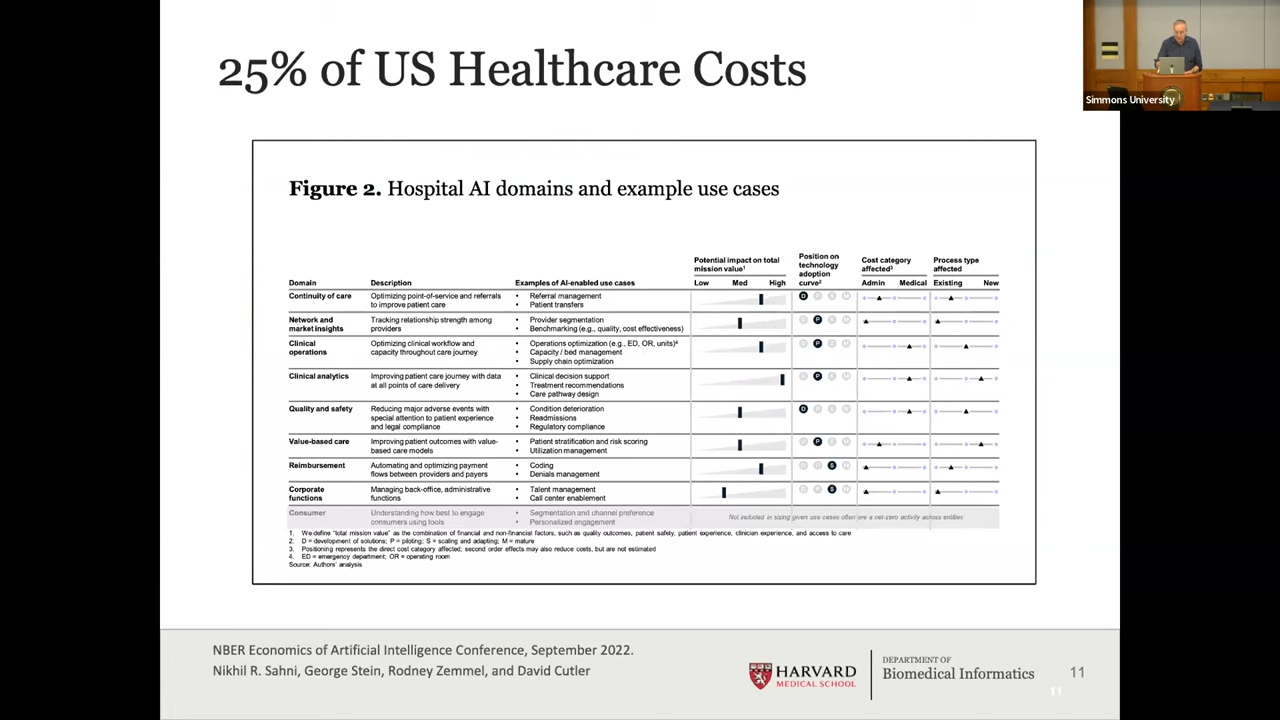 25% of US Healthcare Costs
Simmons University
Figure 2. Hospital AI domains and example use cases
Potential impact on total mission value¹
Position on technology adoption curve²
Cost category affected³
Process type affected
Domain Description Examples of AI-enabled use cases Low Med High Admin Medical Existing New
Continuity of care Optimizing point-of-service and referrals • Referral management D P S M
to improve patient care • Patient transfers
Network and Tracking relationship strength among • Provider segmentation D P S M
market insights providers • Benchmarking (e.g., quality, cost effectiveness)
Clinical Optimizing clinical workflow and • Operations optimization (e.g., ED, OR, units)⁴ D P S M
operations capacity throughout care journey • Capacity / bed management
• Supply chain optimization
Clinical analytics Improving patient care journey with data • Clinical decision support D P S M
at all points of care delivery • Treatment recommendations
• Care pathway design
Quality and safety Reducing major adverse events with • Condition deterioration D P S M
special attention to patient experience • Readmissions
and legal compliance • Regulatory compliance
Value-based care Improving patient outcomes with value- • Patient stratification and risk scoring D P S M
based care models • Utilization management
Reimbursement Automating and optimizing payment • Coding D P S M
flows between providers and payers • Denials management
Corporate Managing back-office, administrative • Talent management D P S M
functions functions • Call center enablement
Consumer Understanding how best to engage • Segmentation and channel preference Not included in sizing given use cases often are a net-zero activity across entities
consumers using tools • Personalized engagement
1. We define "total mission value" as the combination of financial and non-financial factors, such as quality outcomes, patient safety, patient experience, clinician experience, and access to care
2. D = development of solutions; P = piloting; S = scaling and adapting; M = mature
3. Positioning represents the direct cost category affected; second order effects may also reduce costs, but are not estimated
4. ED = emergency department; OR = operating room
Source: Authors' analysis
NBER Economics of Artificial Intelligence Conference, September 2022.
Nikhil R. Sahni, George Stein, Rodney Zemmel, and David Cutler
HARVARD
MEDICAL SCHOOL
DEPARTMENT OF
Biomedical Informatics
11
11